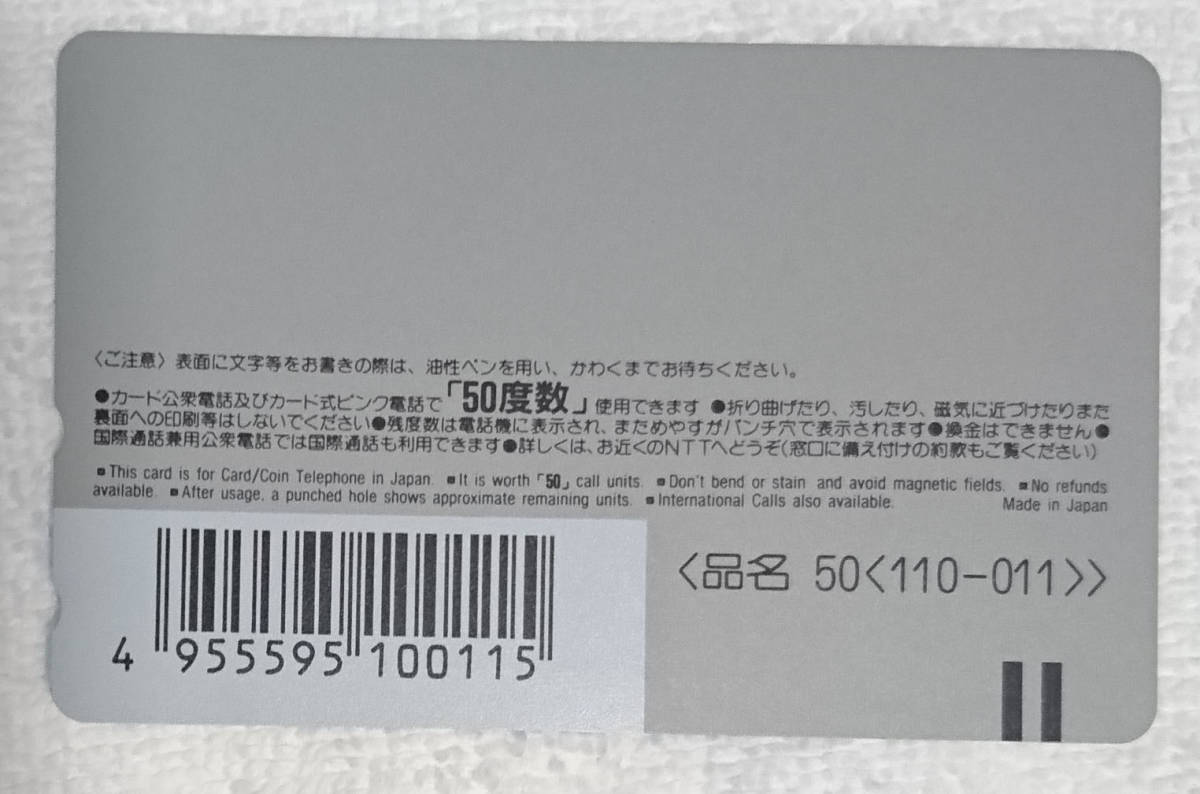 〈ご注意〉表面に文字等をお書きの際は、油性ペンを用い、かわくまでお待ちください。
●カード公衆電話及びカード式ピンク電話で「50度数」使用できます ●折り曲げたり、汚したり、磁気に近づけたりまた
裏面への印刷等はしないでください●残度数は電話機に表示され、まためやすがパンチ穴で表示されます●換金はできません●
国際通話兼用公衆電話では国際通話も利用できます●詳しくは、お近くのNTTへどうぞ(窓口に備え付けの約款もご覧ください)
■This card is for Card/Coin Telephone in Japan. ■It is worth「50」call units. ■Don't bend or stain and avoid magnetic fields. ■No refunds
available. ■After usage, a punched hole shows approximate remaining units. ■International Calls also available. Made in Japan
〈品名 50〈110-011〉〉
4 955595 100115